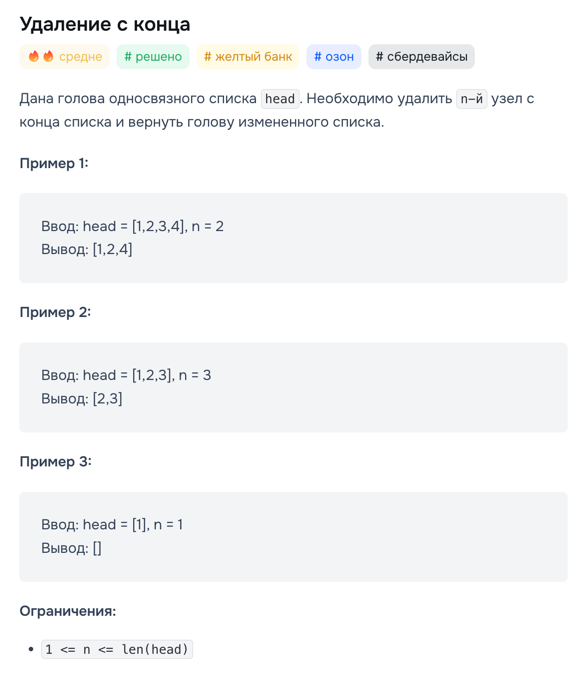 Удаление с конца
🔥🔥 средне # решено # желтый банк # озон # сбердевайсы
Дана голова односвязного списка head. Необходимо удалить n-й узел с
конца списка и вернуть голову измененного списка.
Пример 1:
Ввод: head = [1,2,3,4], n = 2
Вывод: [1,2,4]
Пример 2:
Ввод: head = [1,2,3], n = 3
Вывод: [2,3]
Пример 3:
Ввод: head = [1], n = 1
Вывод: []
Ограничения:
• 1 <= n <= len(head)